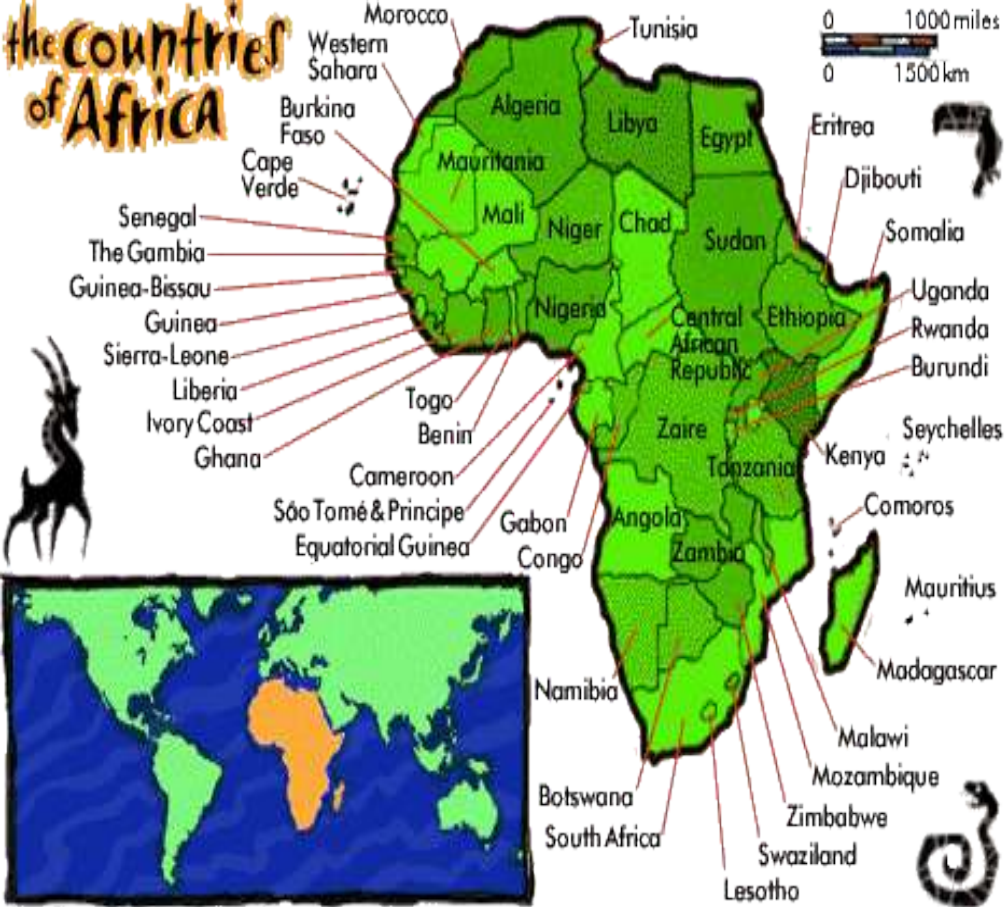 the countries
of Africa
0 1000 miles
0 1500 km
Morocco
Western
Sahara
Burkina
Faso
Cape
Verde
Senegal
The Gambia
Guinea-Bissau
Guinea
Sierra-Leone
Liberia
Ivory Coast
Ghana
Togo
Benin
Cameroon
São Tomé & Principe
Equatorial Guinea
Gabon
Congo
Tunisia
Algeria
Libya
Egypt
Mauritania
Mali
Niger
Chad
Sudan
Nigeria
Central
African
Republic
Ethiopia
Zaire
Tanzania
Angola
Zambia
Eritrea
Djibouti
Somalia
Uganda
Rwanda
Burundi
Seychelles
Kenya
Comoros
Mauritius
Madagascar
Malawi
Mozambique
Zimbabwe
Swaziland
Lesotho
Namibia
Botswana
South Africa